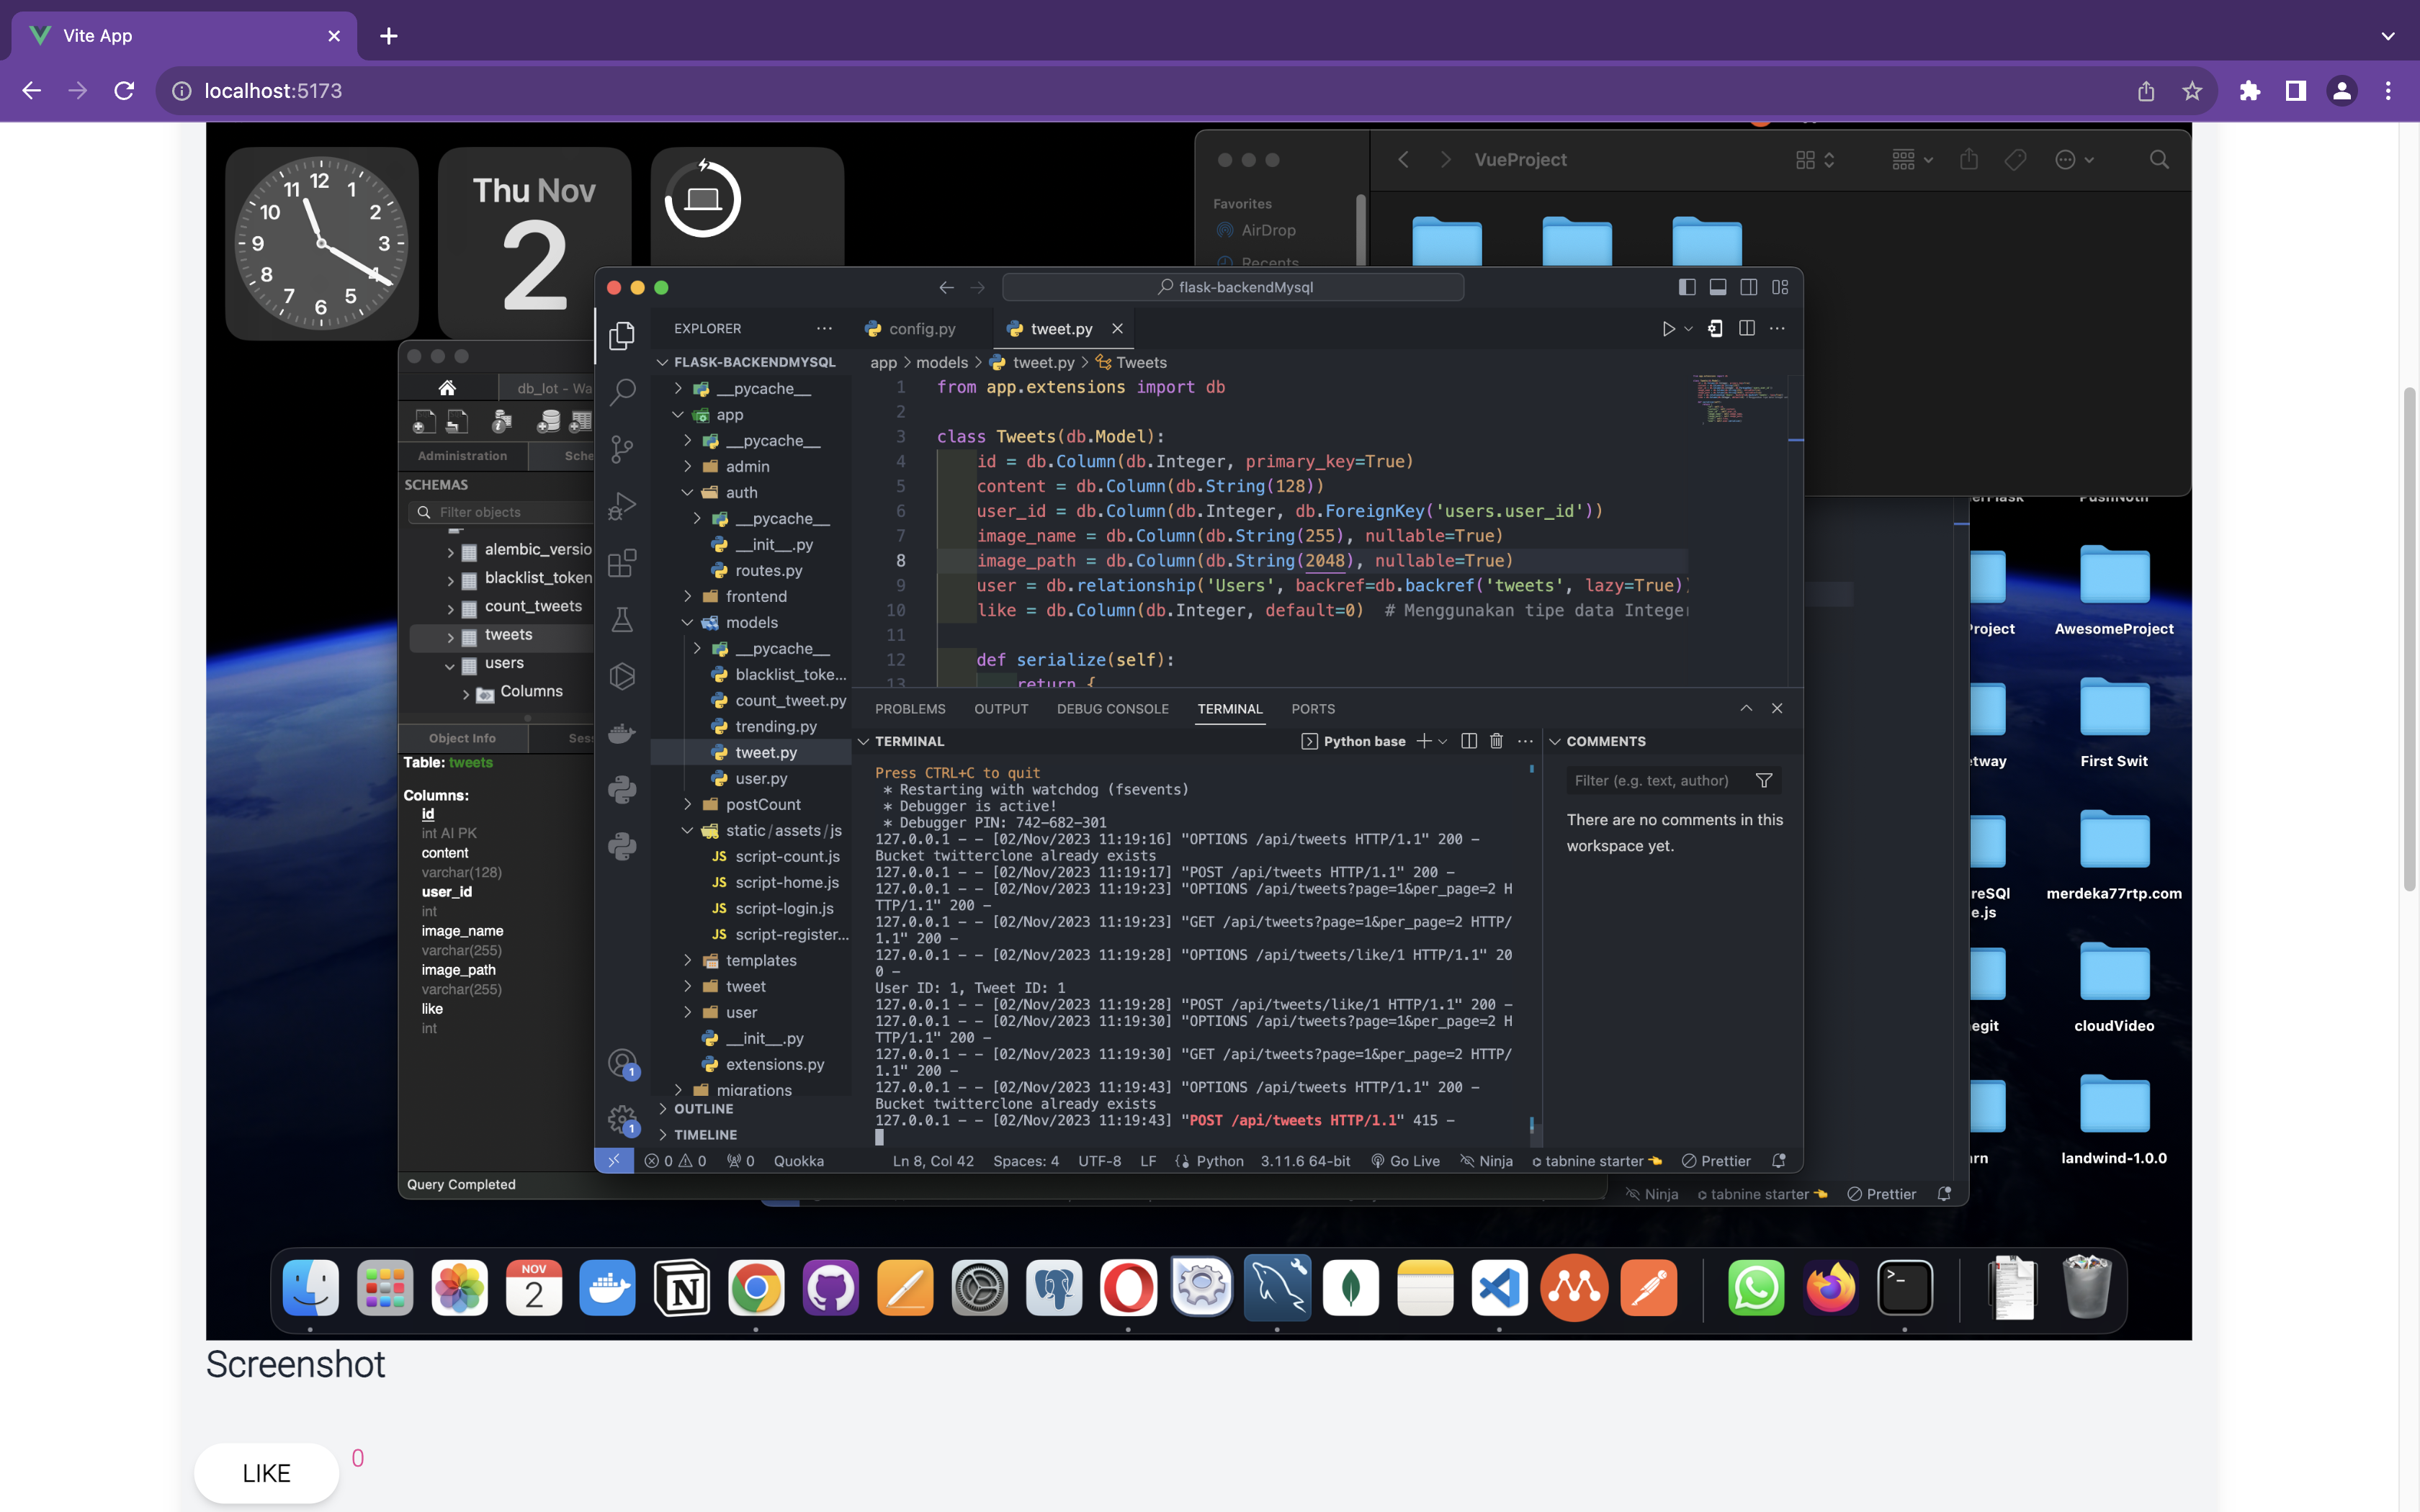 Vite App
localhost:5173
12
11 1
10 2
9 3
8 4
7 5
6
Thu Nov
2
VueProject
Favorites
AirDrop
Recents
flask-backendMysql
db_lot - Wa
Administration
SCHEMAS
Filter objects
blacklist_token
count_tweets
tweets
users
Columns
Object Info
Table: tweets
Columns:
id
int AI PK
content
varchar(128)
user_id
int
image_name
varchar(255)
image_path
varchar(255)
like
int
Query Completed
EXPLORER
FLASK-BACKENDMYSQL
__pycache__
app
__pycache__
admin
auth
__pycache__
__init__.py
routes.py
frontend
models
__pycache__
blacklist_toke...
count_tweet.py
trending.py
tweet.py
user.py
postCount
static/assets/js
JS script-count.js
JS script-home.js
JS script-login.js
JS script-register...
templates
tweet
user
__init__.py
extensions.py
migrations
OUTLINE
TIMELINE
1
1
config.py
tweet.py
app > models > tweet.py > Tweets
1 from app.extensions import db
2
3 class Tweets(db.Model):
4 id = db.Column(db.Integer, primary_key=True)
5 content = db.Column(db.String(128))
6 user_id = db.Column(db.Integer, db.ForeignKey('users.user_id'))
7 image_name = db.Column(db.String(255), nullable=True)
8 image_path = db.Column(db.String(2048), nullable=True)
9 user = db.relationship('Users', backref=db.backref('tweets', lazy=True))
10 like = db.Column(db.Integer, default=0) # Menggunakan tipe data Integer
11
12 def serialize(self):
13 return {
PROBLEMS OUTPUT DEBUG CONSOLE TERMINAL PORTS
TERMINAL
Python base
Press CTRL+C to quit
* Restarting with watchdog (fsevents)
* Debugger is active!
* Debugger PIN: 742-682-301
127.0.0.1 - - [02/Nov/2023 11:19:16] "OPTIONS /api/tweets HTTP/1.1" 200 -
Bucket twitterclone already exists
127.0.0.1 - - [02/Nov/2023 11:19:17] "POST /api/tweets HTTP/1.1" 200 -
127.0.0.1 - - [02/Nov/2023 11:19:23] "OPTIONS /api/tweets?page=1&per_page=2 H
TTP/1.1" 200 -
127.0.0.1 - - [02/Nov/2023 11:19:23] "GET /api/tweets?page=1&per_page=2 HTTP/
1.1" 200 -
127.0.0.1 - - [02/Nov/2023 11:19:28] "OPTIONS /api/tweets/like/1 HTTP/1.1" 20
0 -
User ID: 1, Tweet ID: 1
127.0.0.1 - - [02/Nov/2023 11:19:28] "POST /api/tweets/like/1 HTTP/1.1" 200 -
127.0.0.1 - - [02/Nov/2023 11:19:30] "OPTIONS /api/tweets?page=1&per_page=2 H
TTP/1.1" 200 -
127.0.0.1 - - [02/Nov/2023 11:19:30] "GET /api/tweets?page=1&per_page=2 HTTP/
1.1" 200 -
127.0.0.1 - - [02/Nov/2023 11:19:43] "OPTIONS /api/tweets HTTP/1.1" 200 -
Bucket twitterclone already exists
127.0.0.1 - - [02/Nov/2023 11:19:43] "POST /api/tweets HTTP/1.1" 415 -
COMMENTS
Filter (e.g. text, author)
There are no comments in this
workspace yet.
0 0 0 Quokka Ln 8, Col 42 Spaces: 4 UTF-8 LF Python 3.11.6 64-bit Go Live Ninja tabnine starter Prettier
Ninja tabnine starter Prettier
AwesomeProject
First Swit
merdeka77rtp.com
e.js
cloudVideo
landwind-1.0.0
NOV
2
Screenshot
LIKE
0